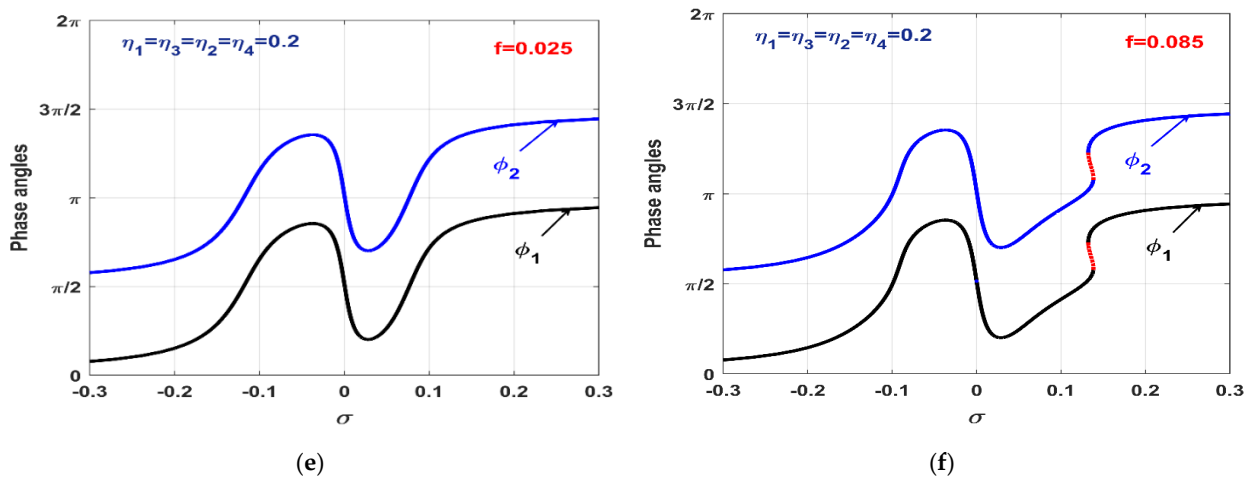 2π
η1=η3=η2=η4=0.2
f=0.025
3π/2
π
π/2
0
Phase angles
ϕ2
ϕ1
-0.3 -0.2 -0.1 0 0.1 0.2 0.3
σ
(e)
2π
η1=η3=η2=η4=0.2
f=0.085
3π/2
π
π/2
0
Phase angles
ϕ2
ϕ1
-0.3 -0.2 -0.1 0 0.1 0.2 0.3
σ
(f)